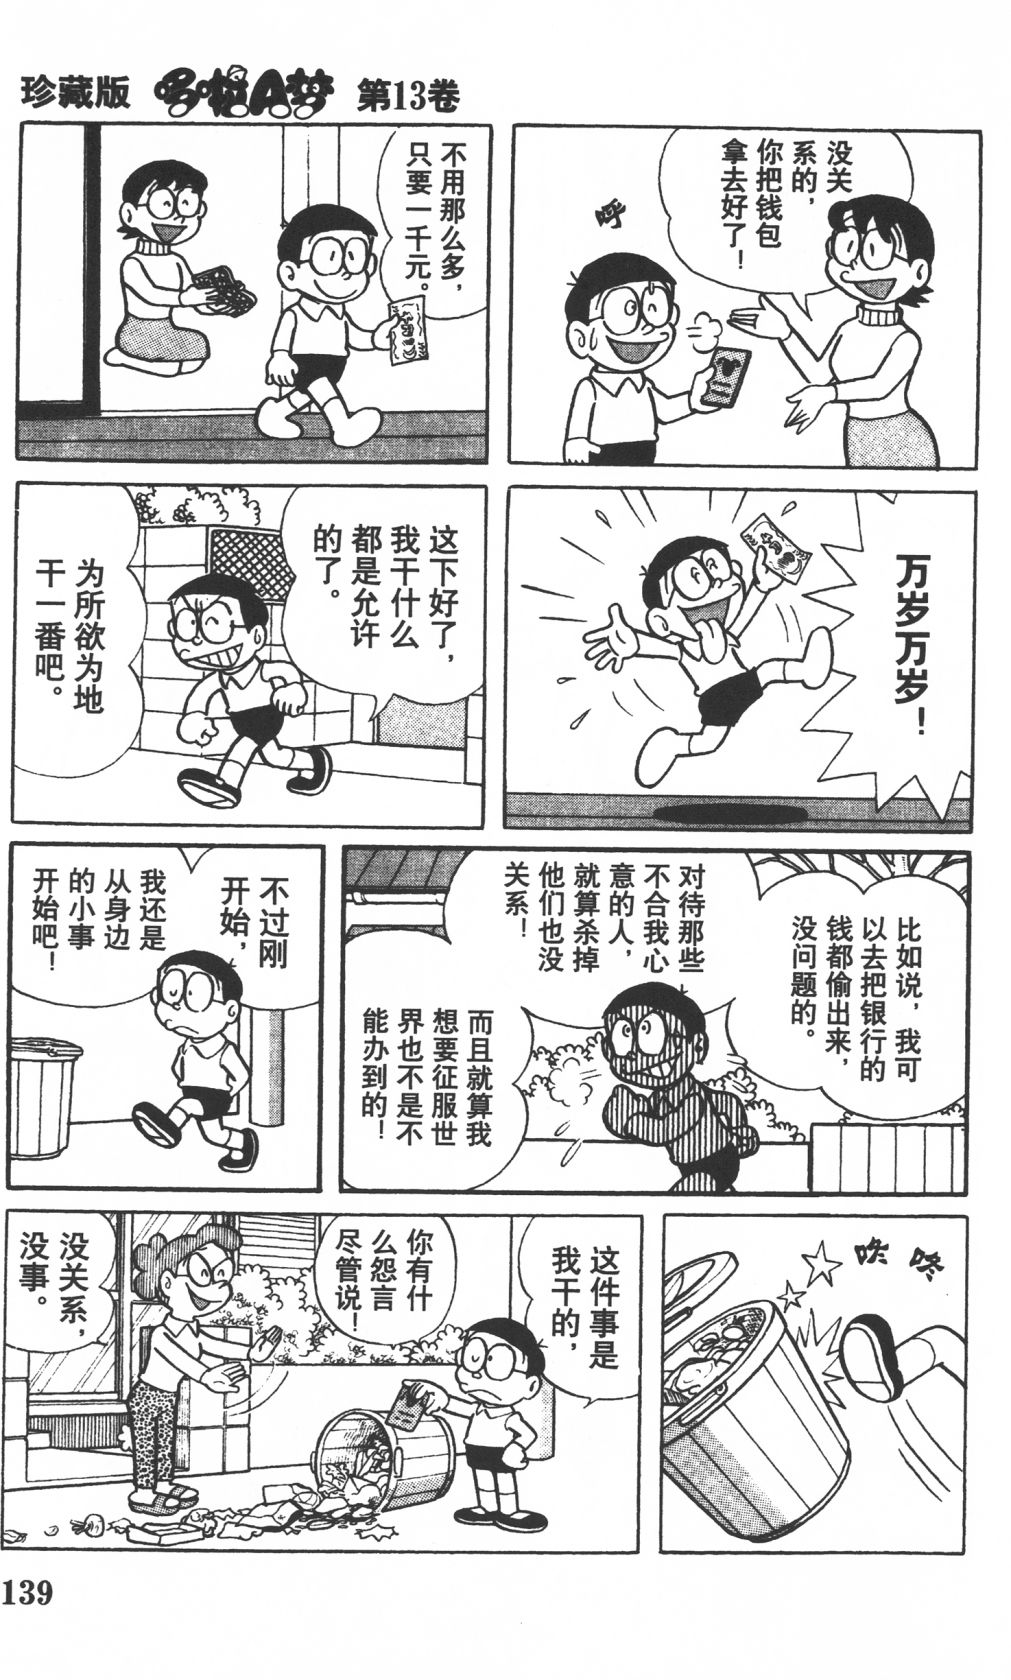 珍藏版 哆啦A梦 第13卷
没关
系的，
你把钱包
拿去好了！
呼
不用那么多，
只要一千元。
万岁万岁！
这下好了，
我干什么
都是允许
的了。
为所欲为地
干一番吧。
比如说，我可
以去把银行的
钱都偷出来，
没问题的。
对待那些
不合我心
意的人，
就算杀掉
他们也没
关系！
而且就算我
想要征服世
界也不是不
能办到的！
不过刚
开始，
我还是
从身边
的小事
开始吧！
咚 咚
这件事是
我干的，
你有什
么怨言
尽管说！
没关系，
没事。
139